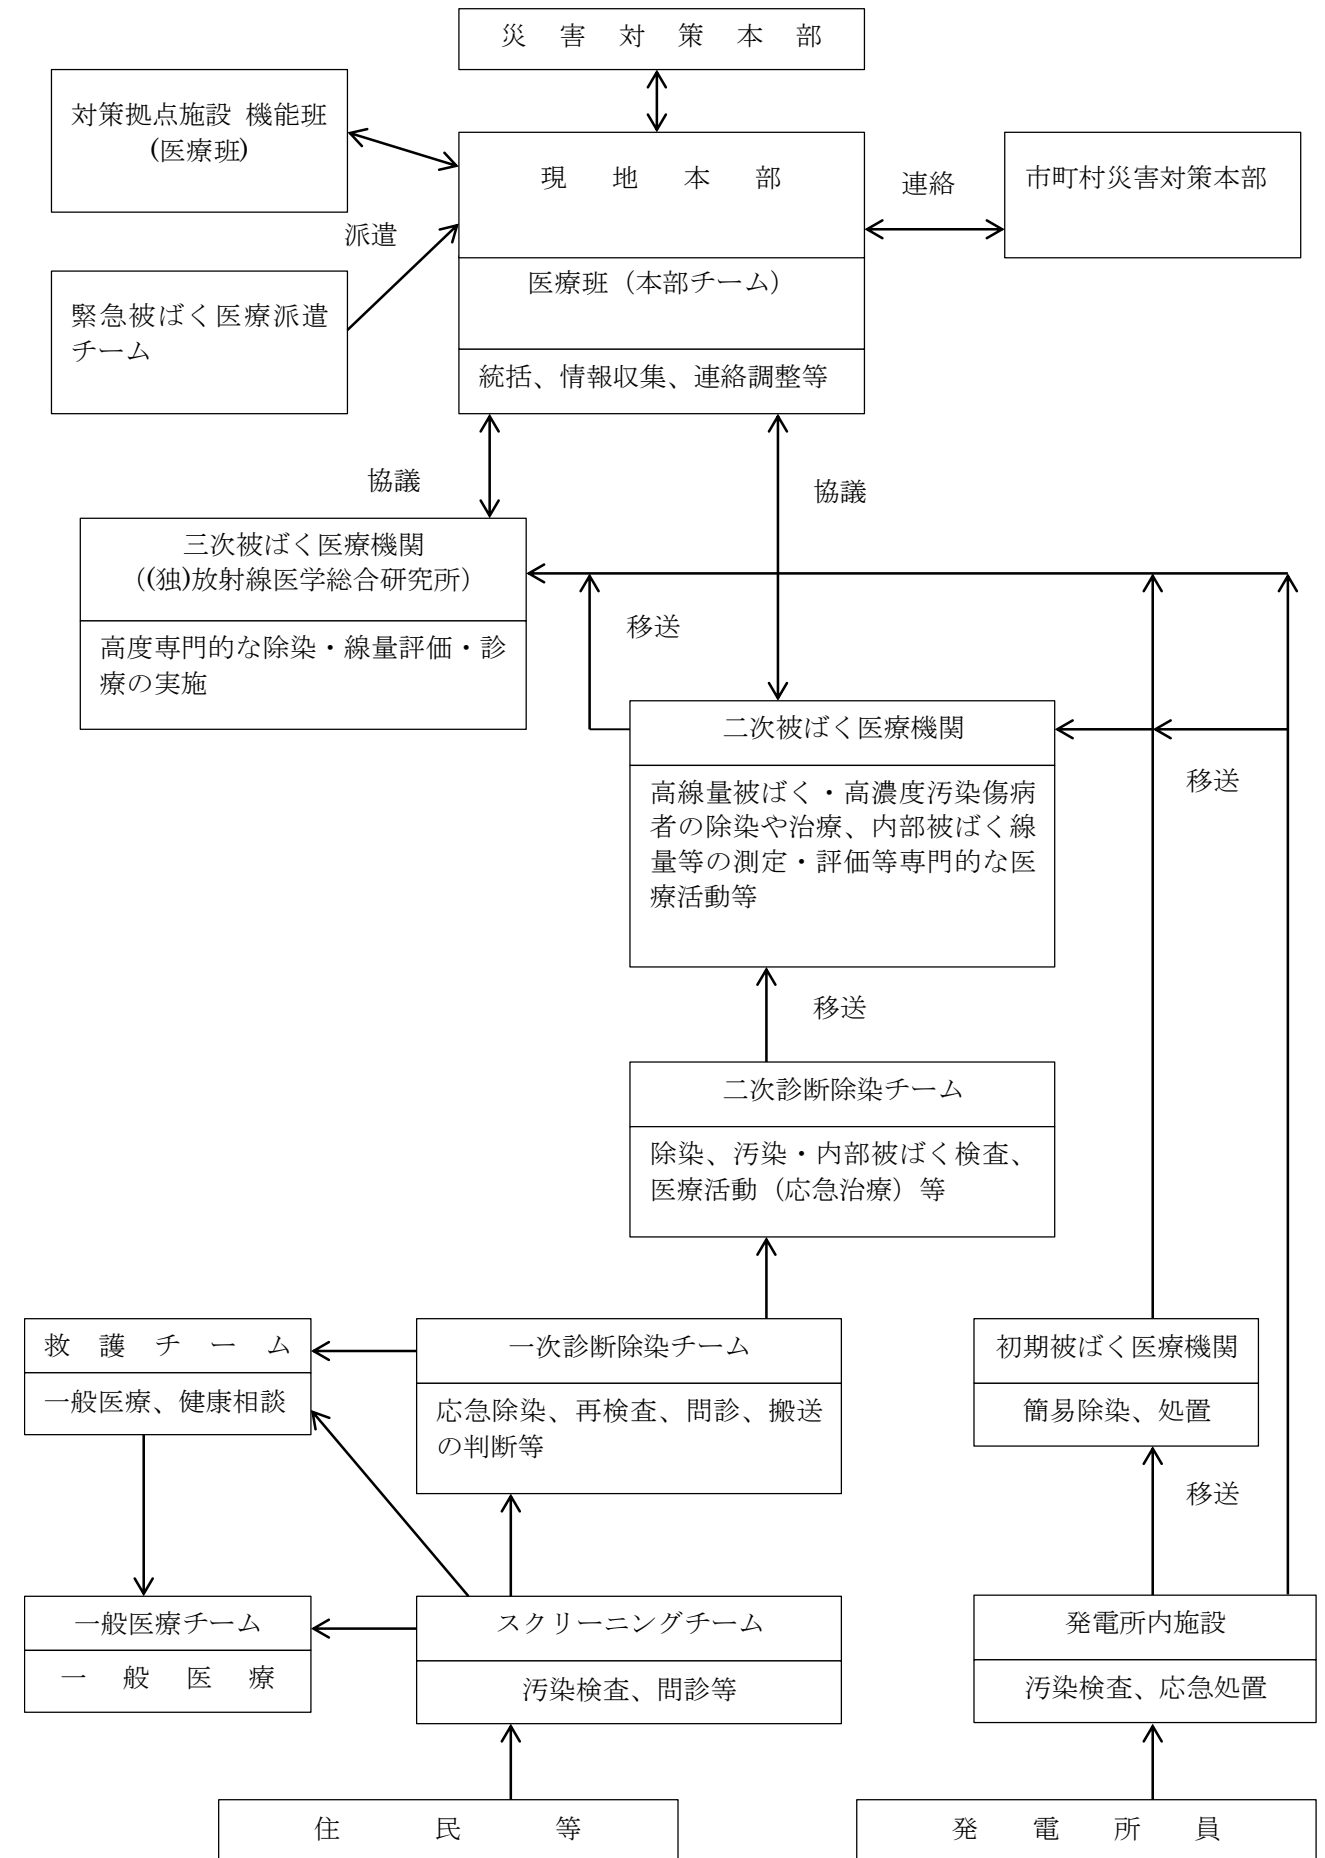 災害対策本部
対策拠点施設 機能班
(医療班)
現地本部
連絡
市町村災害対策本部
派遣
医療班（本部チーム）
緊急被ばく医療派遣
チーム
統括、情報収集、連絡調整等
協議
協議
三次被ばく医療機関
（(独)放射線医学総合研究所）
移送
高度専門的な除染・線量評価・診
療の実施
二次被ばく医療機関
移送
高線量被ばく・高濃度汚染傷病
者の除染や治療、内部被ばく線
量等の測定・評価等専門的な医
療活動等
移送
二次診断除染チーム
除染、汚染・内部被ばく検査、
医療活動（応急治療）等
救護チーム
一次診断除染チーム
初期被ばく医療機関
一般医療、健康相談
応急除染、再検査、問診、搬送
の判断等
簡易除染、処置
移送
一般医療チーム
スクリーニングチーム
発電所内施設
一般医療
汚染検査、問診等
汚染検査、応急処置
住民等
発電所員